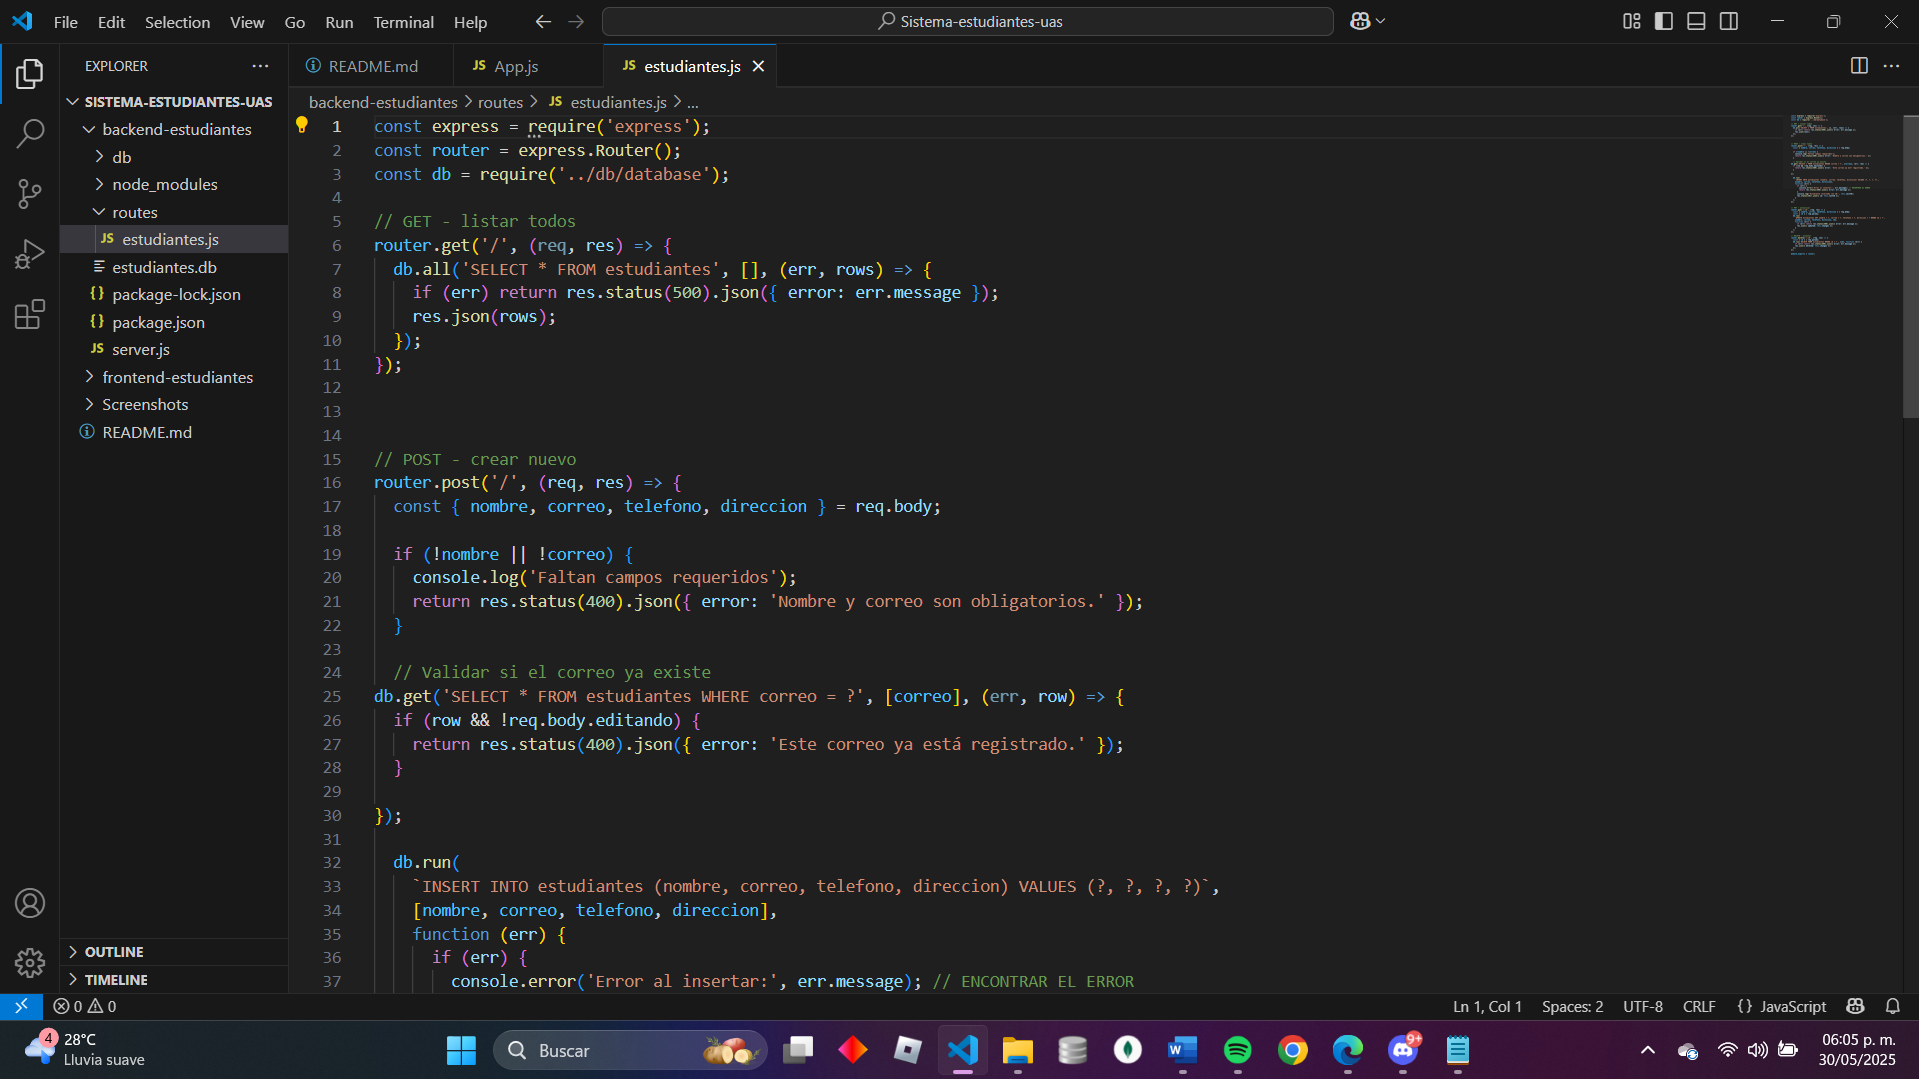 File Edit Selection View Go Run Terminal Help
Sistema-estudiantes-uas
EXPLORER
SISTEMA-ESTUDIANTES-UAS
backend-estudiantes
db
node_modules
routes
JS estudiantes.js
estudiantes.db
{} package-lock.json
{} package.json
JS server.js
frontend-estudiantes
Screenshots
README.md
OUTLINE
TIMELINE
README.md
JS App.js
JS estudiantes.js
backend-estudiantes > routes > JS estudiantes.js > ...
1 const express = require('express');
2 const router = express.Router();
3 const db = require('../db/database');
4
5 // GET - listar todos
6 router.get('/', (req, res) => {
7 db.all('SELECT * FROM estudiantes', [], (err, rows) => {
8 if (err) return res.status(500).json({ error: err.message });
9 res.json(rows);
10 });
11 });
12
13
14
15 // POST - crear nuevo
16 router.post('/', (req, res) => {
17 const { nombre, correo, telefono, direccion } = req.body;
18
19 if (!nombre || !correo) {
20 console.log('Faltan campos requeridos');
21 return res.status(400).json({ error: 'Nombre y correo son obligatorios.' });
22 }
23
24 // Validar si el correo ya existe
25 db.get('SELECT * FROM estudiantes WHERE correo = ?', [correo], (err, row) => {
26 if (row && !req.body.editando) {
27 return res.status(400).json({ error: 'Este correo ya está registrado.' });
28 }
29
30 });
31
32 db.run(
33 `INSERT INTO estudiantes (nombre, correo, telefono, direccion) VALUES (?, ?, ?, ?)`,
34 [nombre, correo, telefono, direccion],
35 function (err) {
36 if (err) {
37 console.error('Error al insertar:', err.message); // ENCONTRAR EL ERROR
0 0
Ln 1, Col 1 Spaces: 2 UTF-8 CRLF {} JavaScript
4
28°C
Lluvia suave
Buscar
W
9+
06:05 p. m.
30/05/2025